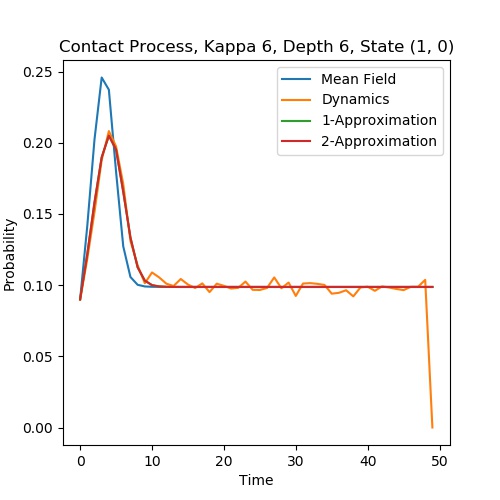 Contact Process, Kappa 6, Depth 6, State (1, 0)
Mean Field
Dynamics
1-Approximation
2-Approximation
Probability
0.25
0.20
0.15
0.10
0.05
0.00
0 10 20 30 40 50
Time